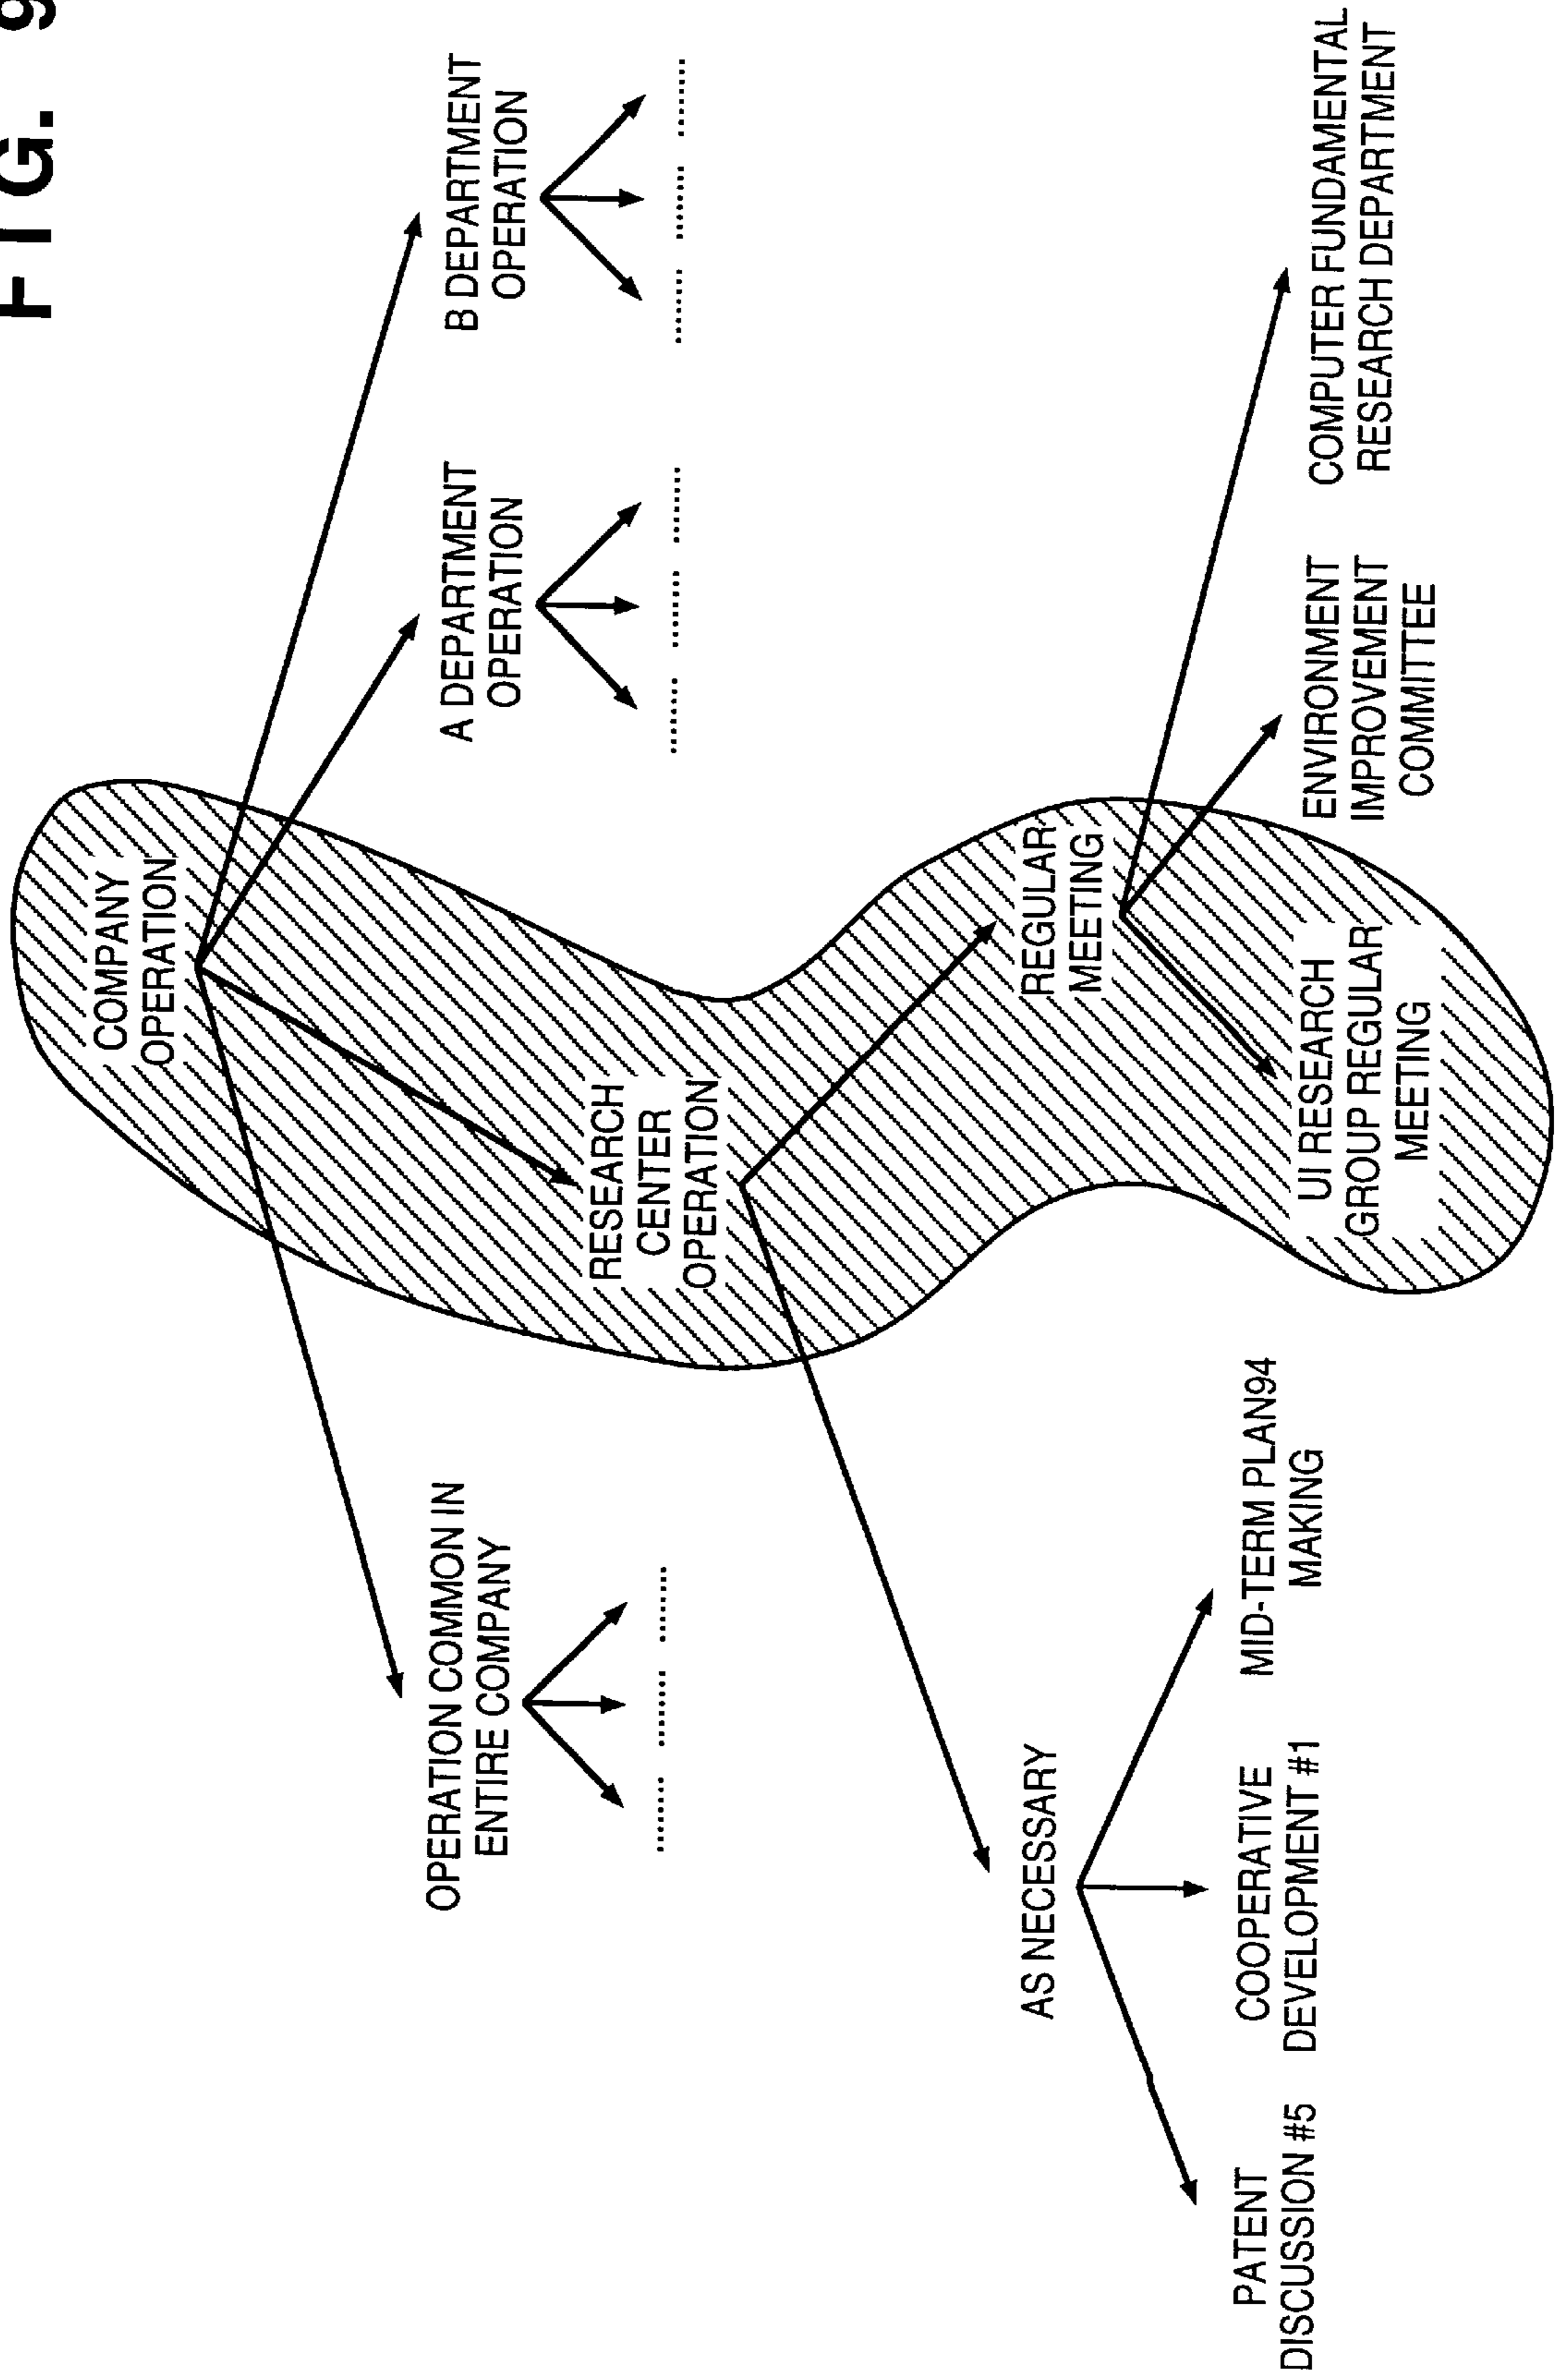 FIG. 9
COMPANY
OPERATION
OPERATION COMMON IN
ENTIRE COMPANY
RESEARCH
CENTER
OPERATION
A DEPARTMENT
OPERATION
B DEPARTMENT
OPERATION
AS NECESSARY
REGULAR
MEETING
PATENT
DISCUSSION #5
COOPERATIVE
DEVELOPMENT #1
MID-TERM PLAN94
MAKING
UI RESEARCH
GROUP REGULAR
MEETING
ENVIRONMENT
IMPROVEMENT
COMMITTEE
COMPUTER FUNDAMENTAL
RESEARCH DEPARTMENT